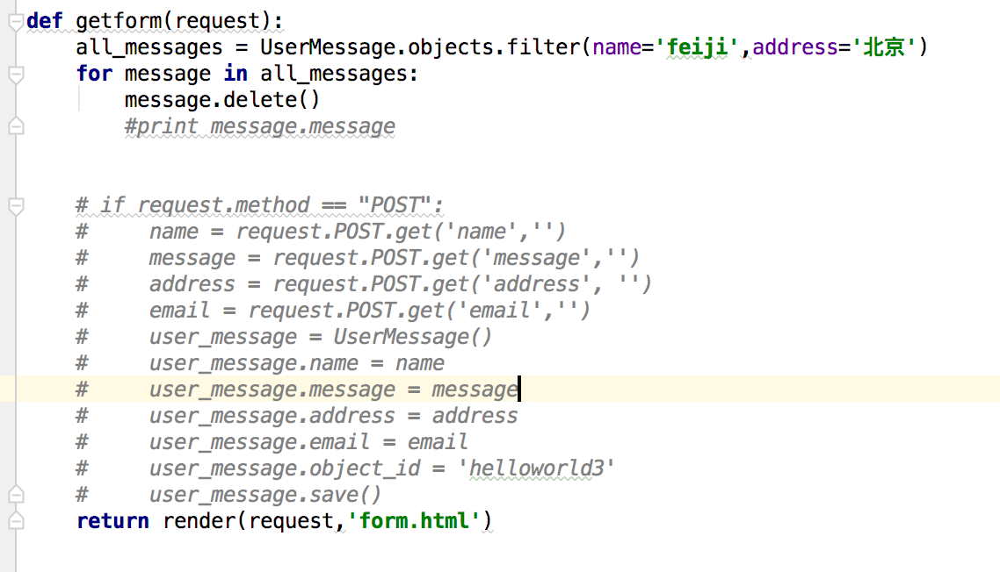 def getform(request):
    all_messages = UserMessage.objects.filter(name='feiji',address='北京')
    for message in all_messages:
        message.delete()
        #print message.message
    # if request.method == "POST":
    #     name = request.POST.get('name','')
    #     message = request.POST.get('message','')
    #     address = request.POST.get('address', '')
    #     email = request.POST.get('email','')
    #     user_message = UserMessage()
    #     user_message.name = name
    #     user_message.message = message
    #     user_message.address = address
    #     user_message.email = email
    #     user_message.object_id = 'helloworld3'
    #     user_message.save()
    return render(request,'form.html')